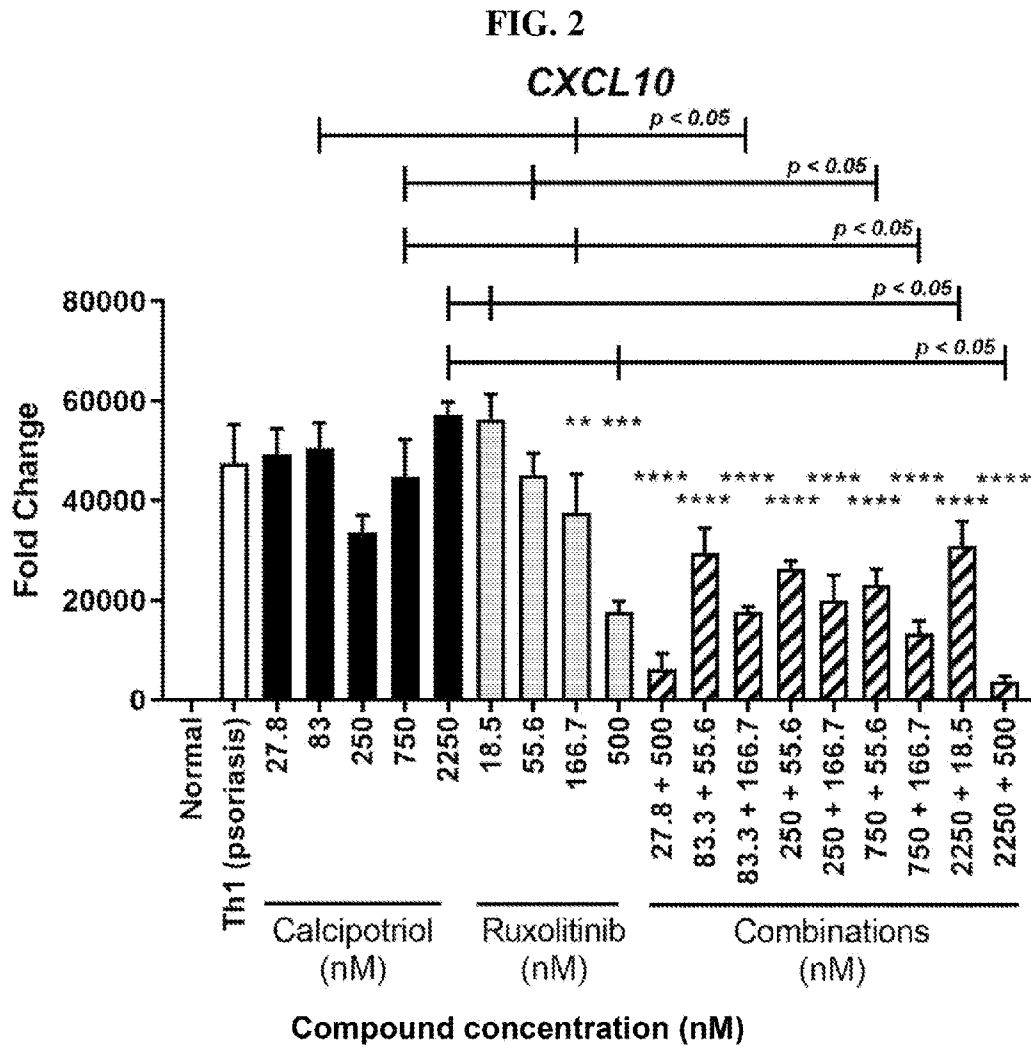 FIG. 2
CXCL10
p < 0.05
p < 0.05
p < 0.05
p < 0.05
p < 0.05
80000
60000
40000
20000
0
Fold Change
** ***
**** **** **** **** ****
**** **** **** ****
Normal
Th1 (psoriasis)
27.8
83
250
750
2250
18.5
55.6
166.7
500
27.8 + 500
83.3 + 55.6
83.3 + 166.7
250 + 55.6
250 + 166.7
750 + 55.6
750 + 166.7
2250 + 18.5
2250 + 500
Calcipotriol
(nM)
Ruxolitinib
(nM)
Combinations
(nM)
Compound concentration (nM)